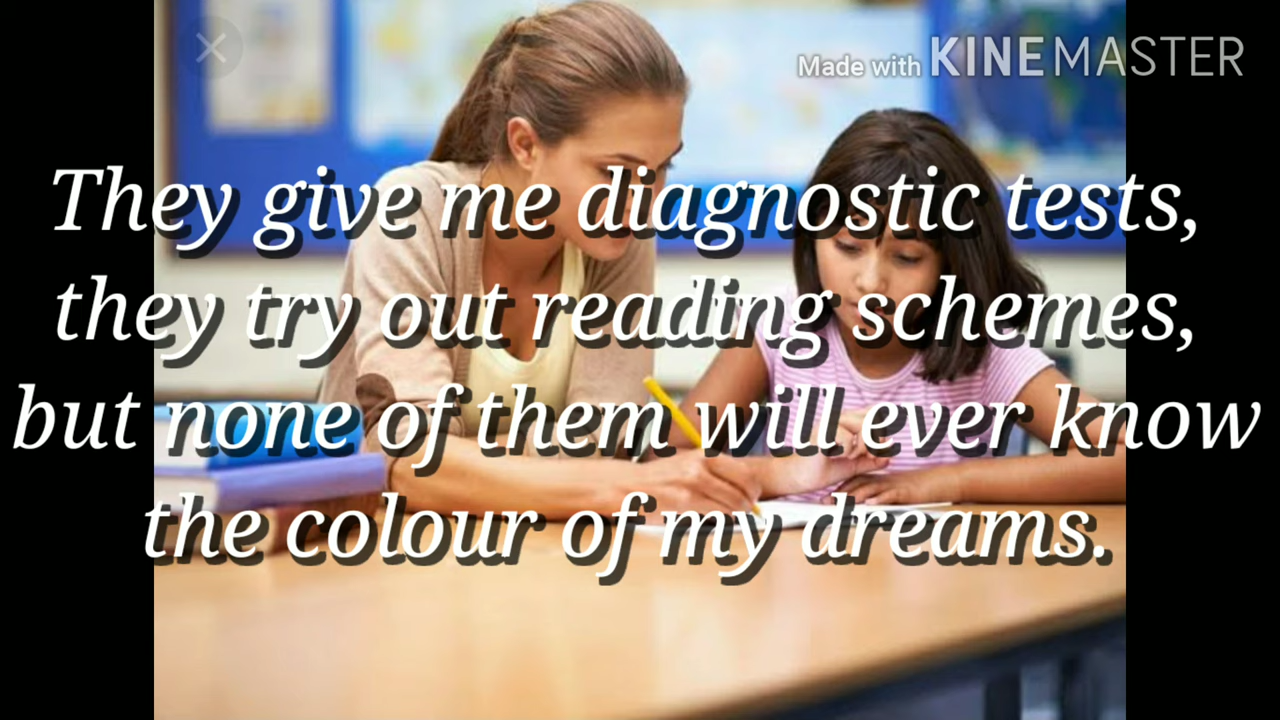 Made with KINEMASTER
They give me diagnostic tests,
they try out reading schemes,
but none of them will ever know
the colour of my dreams.